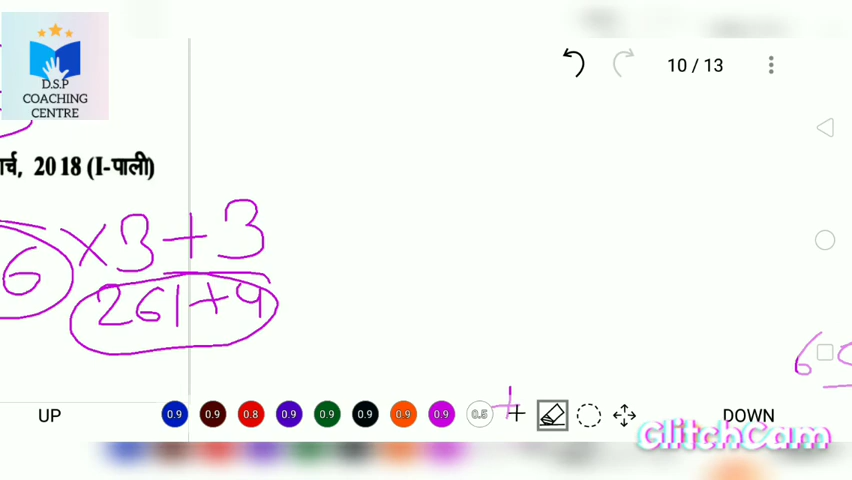 D.S.P
COACHING
CENTRE
10 / 13
2018 (I-पाली)
6 × 3 + 3
261 + 9
6
UP
0.9 0.9 0.8 0.9 0.9 0.9 0.9 0.9 0.5 +
DOWN
GlitchCam